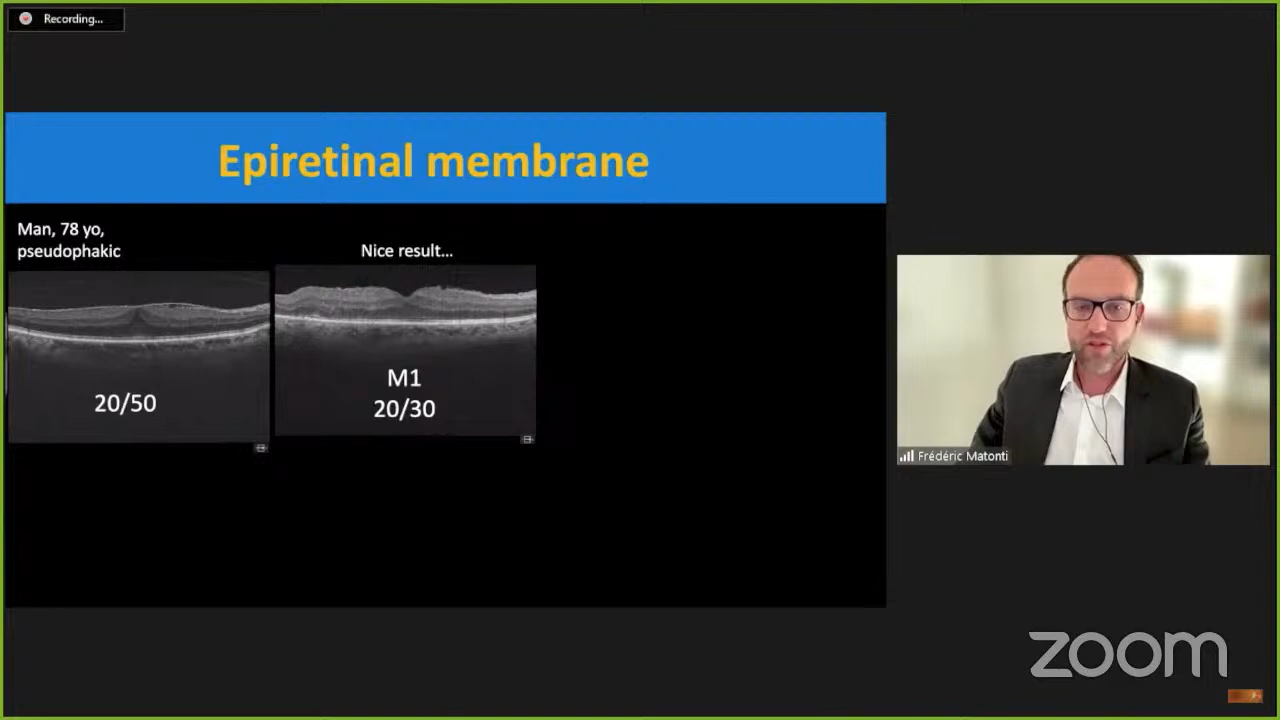 Recording...
Epiretinal membrane
Man, 78 yo,
pseudophakic
Nice result...
20/50
M1
20/30
Frédéric Matonti
zoom